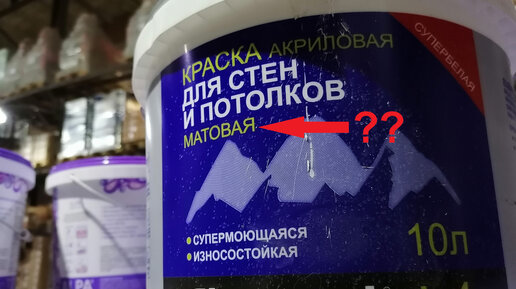 КРАСКА АКРИЛОВАЯ
СУПЕРБЕЛАЯ
ДЛЯ СТЕН
И ПОТОЛКОВ
МАТОВАЯ
??
• СУПЕРМОЮЩАЯСЯ
• ИЗНОСОСТОЙКАЯ
10л